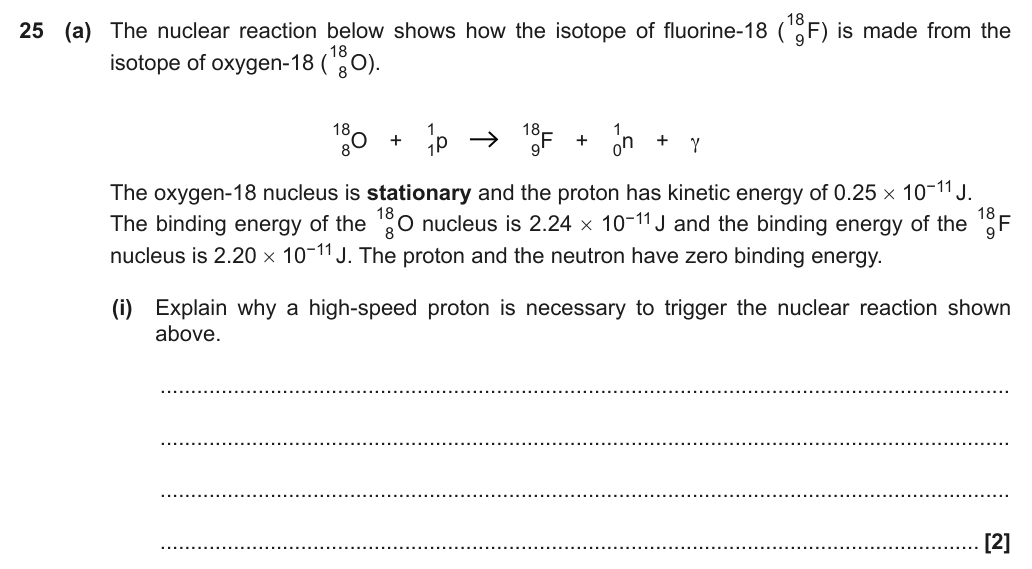 25 (a) The nuclear reaction below shows how the isotope of fluorine-18 (¹⁸₉F) is made from the
isotope of oxygen-18 (¹⁸₈O).
¹⁸₈O + ¹₁p → ¹⁸₉F + ¹₀n + γ
The oxygen-18 nucleus is stationary and the proton has kinetic energy of 0.25 × 10⁻¹¹ J.
The binding energy of the ¹⁸₈O nucleus is 2.24 × 10⁻¹¹ J and the binding energy of the ¹⁸₉F
nucleus is 2.20 × 10⁻¹¹ J. The proton and the neutron have zero binding energy.
(i) Explain why a high-speed proton is necessary to trigger the nuclear reaction shown
above.
[2]